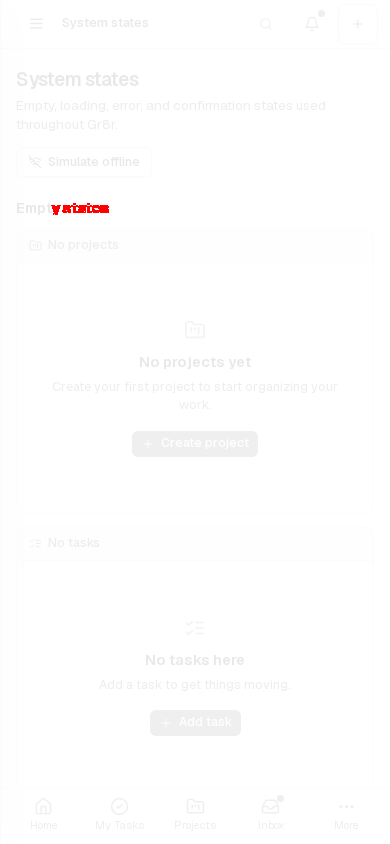 System states
System states
Empty, loading, error, and confirmation states used
throughout Gr8r.
Simulate offline
Empty states
No projects
No projects yet
Create your first project to start organizing your
work.
Create project
No tasks
No tasks here
Add a task to get things moving.
Add task
Home
My Tasks
Projects
Inbox
More